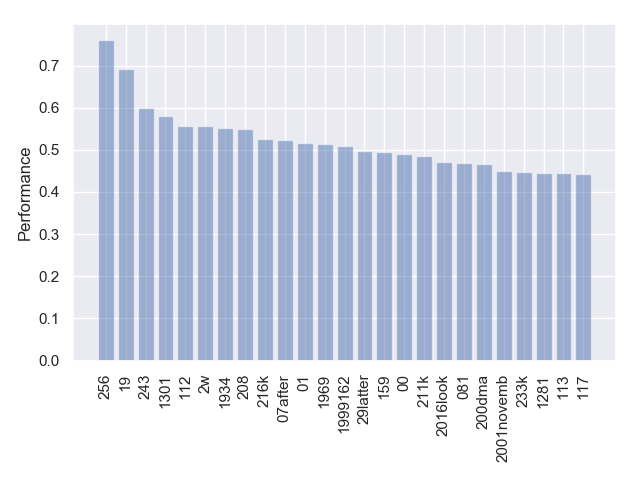 Performance
0.7
0.6
0.5
0.4
0.3
0.2
0.1
0.0
256
19
243
1301
112
2w
1934
208
216k
07after
01
1969
1999162
29latter
159
00
211k
2016look
081
200dma
2001novemb
233k
1281
113
117